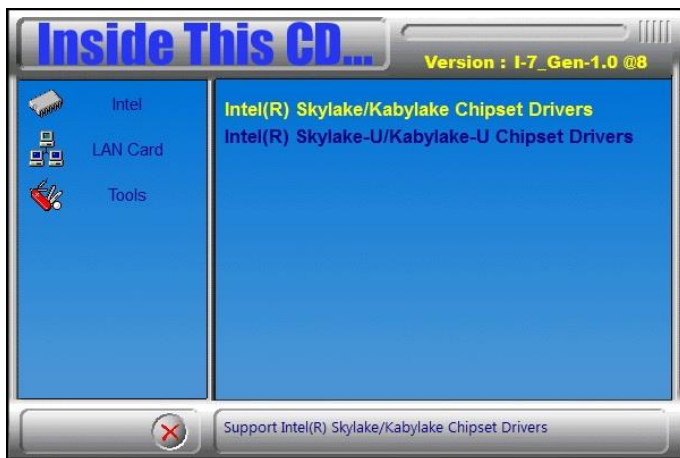 Inside This CD...
Version : I-7_Gen-1.0 @8
Intel
LAN Card
Tools
Intel(R) Skylake/Kabylake Chipset Drivers
Intel(R) Skylake-U/Kabylake-U Chipset Drivers
Support Intel(R) Skylake/Kabylake Chipset Drivers